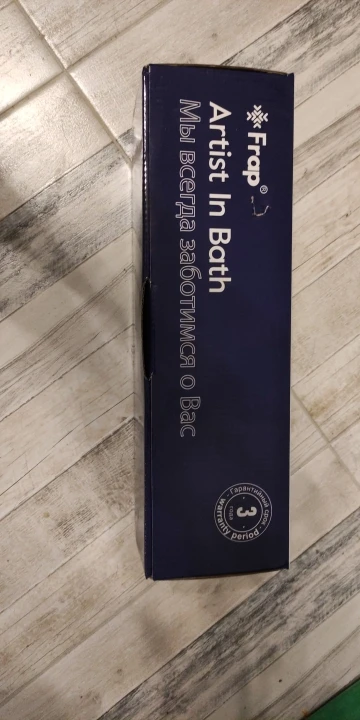 Frap®
Artist In Bath
Мы всегда заботимся о Вас
Гарантийный срок
3
года
warranty period